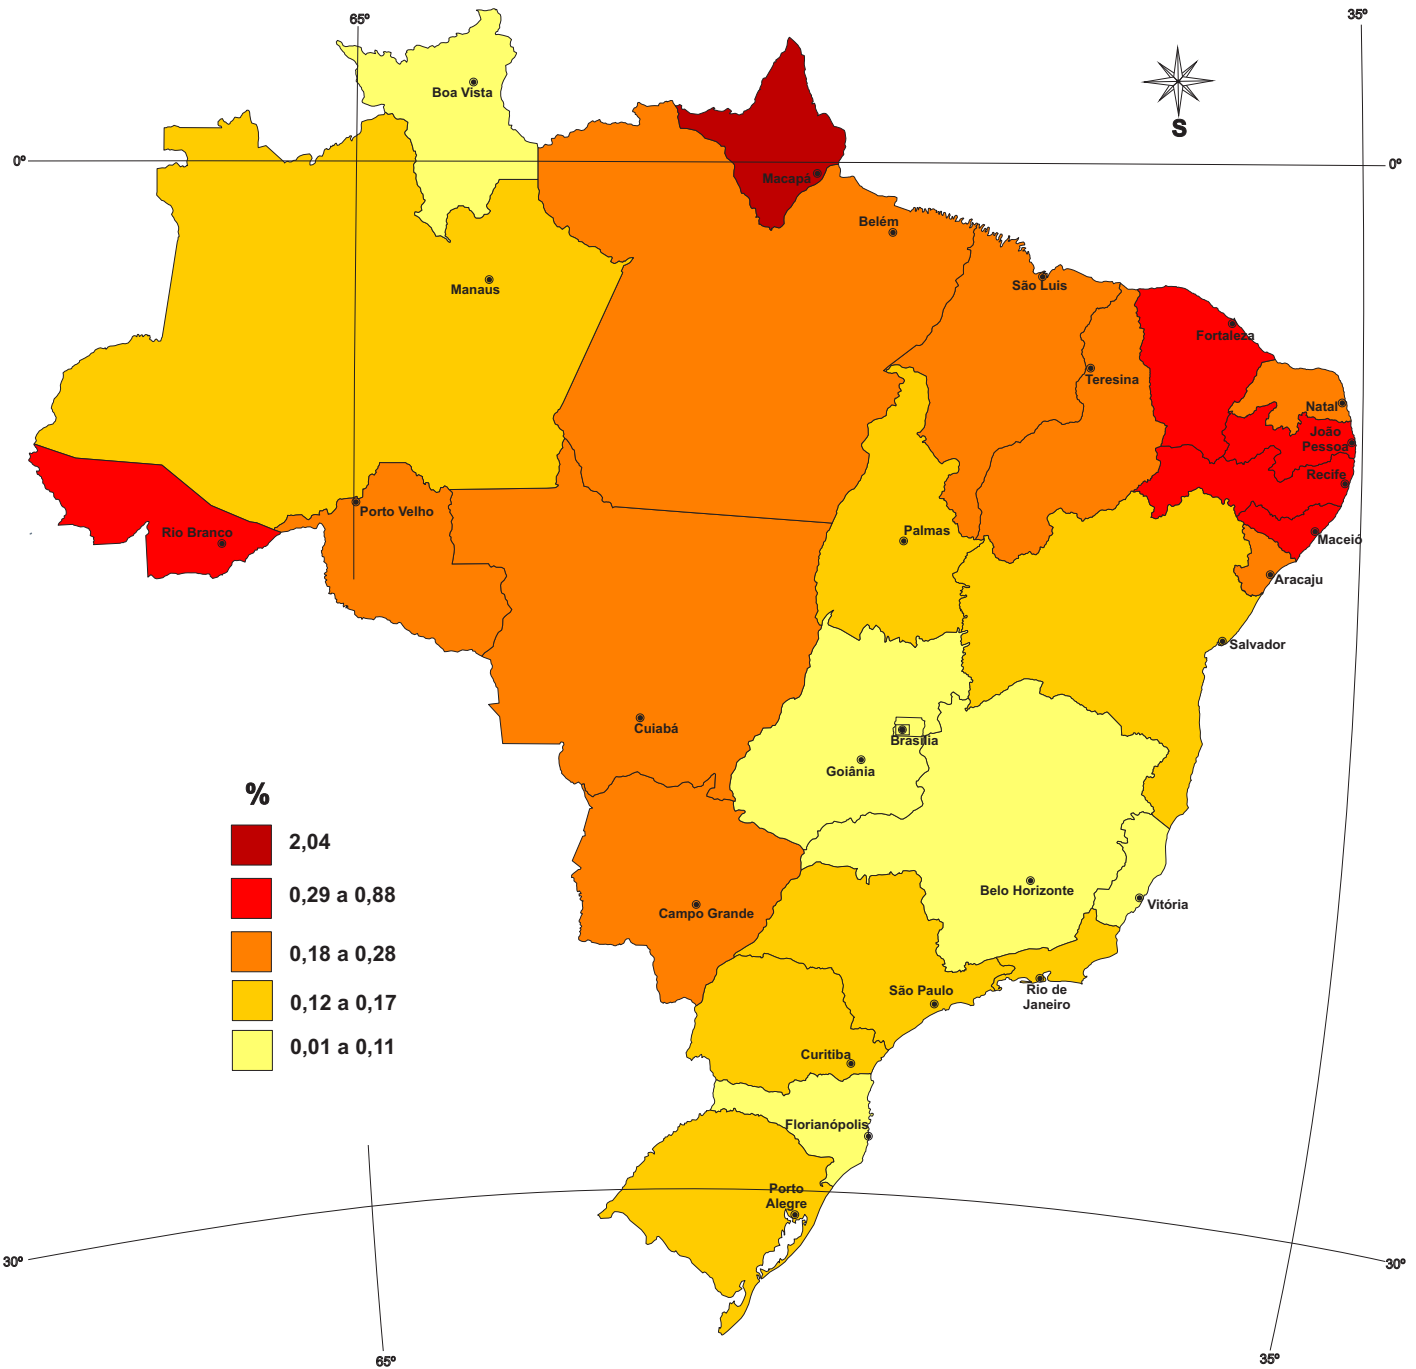 65º
35º
Boa Vista
S
0º
0º
Macapá
Belém
São Luis
Manaus
Fortaleza
Teresina
Natal
João
Pessoa
Recife
Porto Velho
Rio Branco
Palmas
Maceió
Aracaju
Salvador
Cuiabá
Brasília
Goiânia
%
2,04
0,29 a 0,88
Belo Horizonte
Vitória
Campo Grande
0,18 a 0,28
São Paulo
Rio de
Janeiro
0,12 a 0,17
0,01 a 0,11
Curitiba
Florianópolis
Porto
Alegre
30º
30º
65º
35º